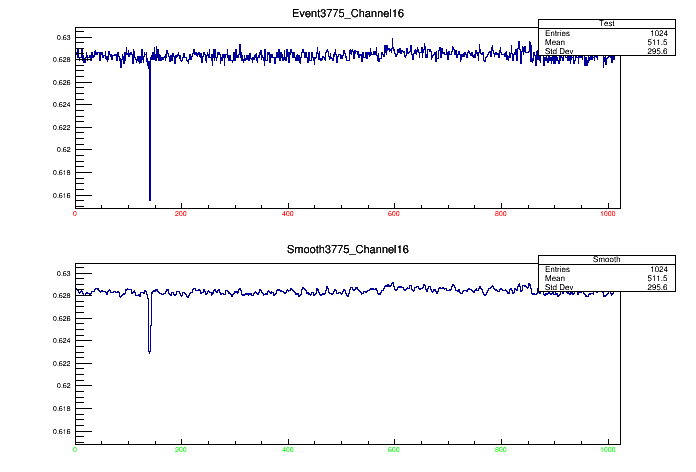 Event3775_Channel16
Test
Entries 1024
Mean 511.5
Std Dev 295.6
0.63
0.628
0.626
0.624
0.622
0.62
0.618
0.616
0 200 400 600 800 1000
Smooth3775_Channel16
Smooth
Entries 1024
Mean 511.5
Std Dev 295.6
0.63
0.628
0.626
0.624
0.622
0.62
0.618
0.616
0 200 400 600 800 1000